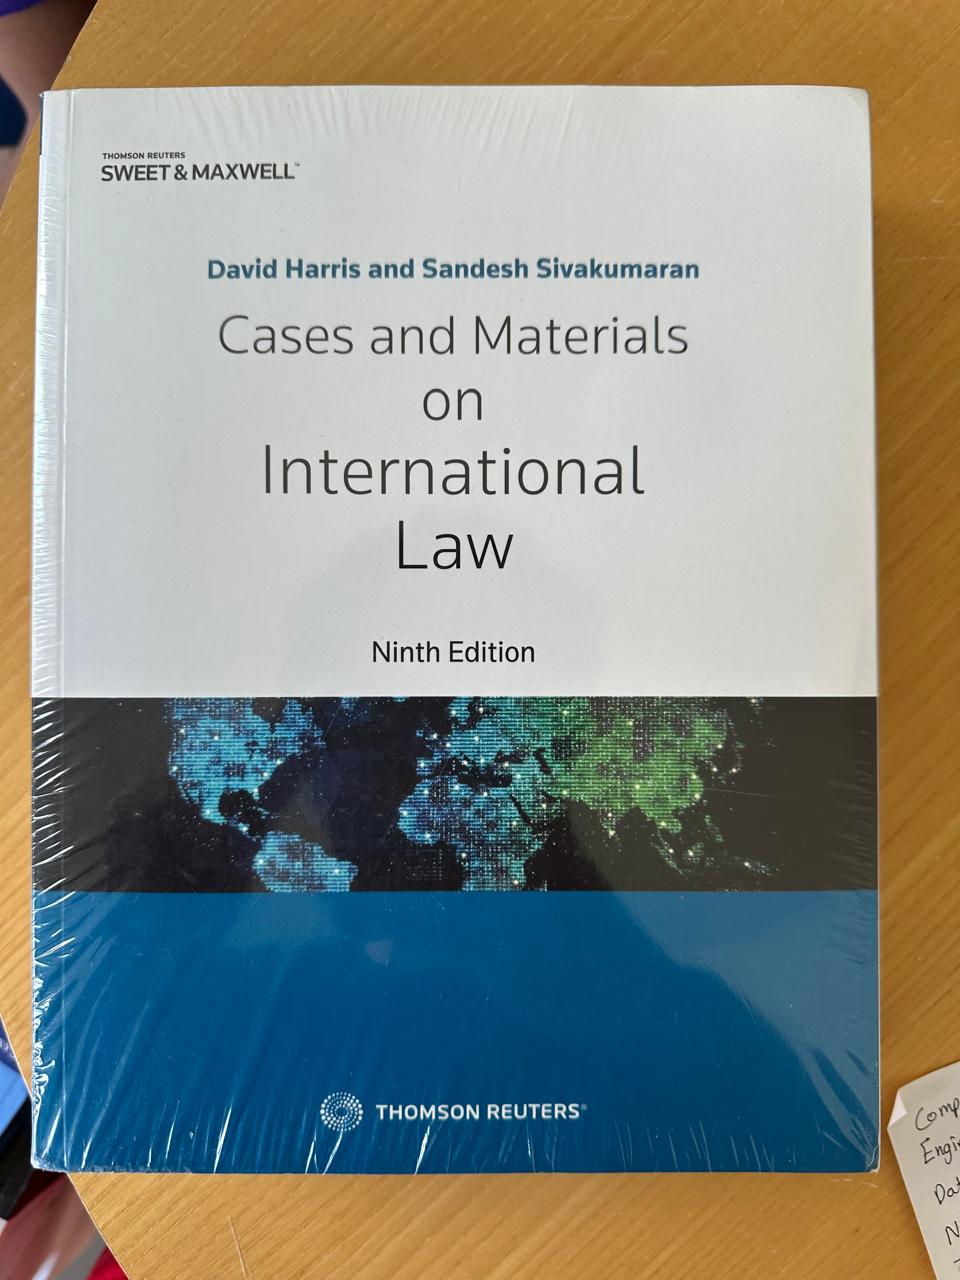 THOMSON REUTERS
SWEET & MAXWELL™
David Harris and Sandesh Sivakumaran
Cases and Materials
on
International
Law
Ninth Edition
THOMSON REUTERS®